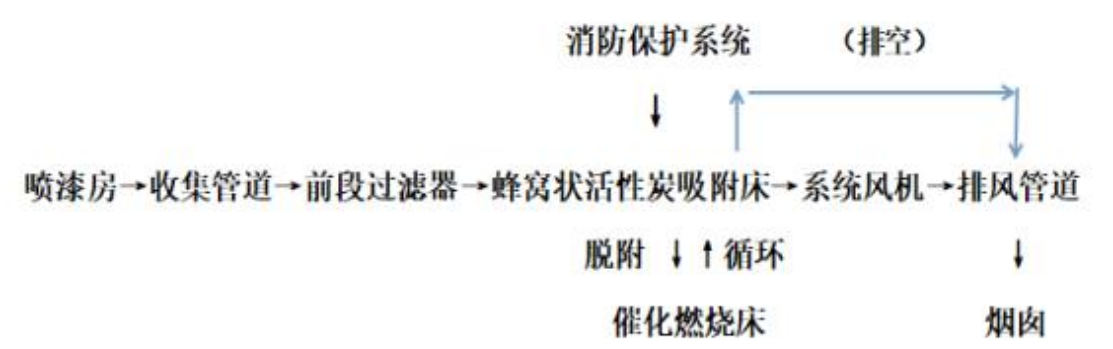 消防保护系统 （排空）
↓
喷漆房→收集管道→前段过滤器→蜂窝状活性炭吸附床→系统风机→排风管道
脱附 ↓↑循环 ↓
催化燃烧床 烟囱